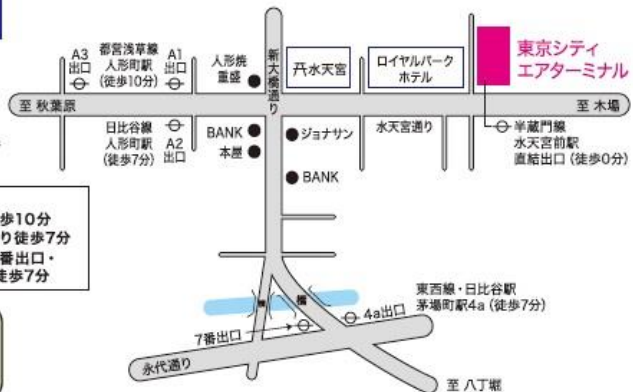 A3
出口
都営浅草線
人形町駅
(徒歩10分)
A1
出口
人形焼
重盛
新大橋通り
水天宮
ロイヤルパーク
ホテル
東京シティ
エアターミナル
至 秋葉原
至 木場
日比谷線
人形町駅
(徒歩7分)
A2
出口
BANK
本屋
ジョナサン
水天宮通り
半蔵門線
水天宮前駅
直結出口 (徒歩0分)
BANK
歩10分
り徒歩7分
番出口・
徒歩7分
橋
橋
東西線・日比谷駅
茅場町駅4a (徒歩7分)
4a出口
7番出口
永代通り
至 八丁堀